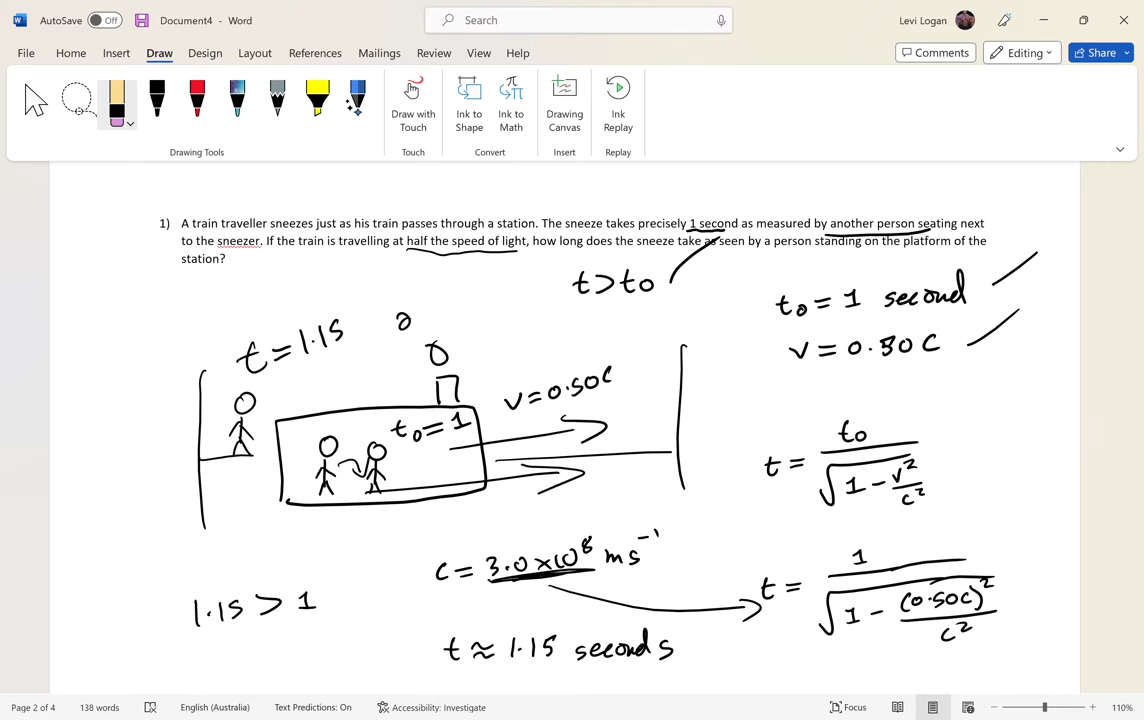 AutoSave Off Document4 - Word Search Levi Logan
File Home Insert Draw Design Layout References Mailings Review View Help Comments Editing Share
Draw with Touch Ink to Shape Ink to Math Drawing Canvas Ink Replay
Drawing Tools Touch Convert Insert Replay
1) A train traveller sneezes just as his train passes through a station. The sneeze takes precisely 1 second as measured by another person seating next
to the sneezer. If the train is travelling at half the speed of light, how long does the sneeze take as seen by a person standing on the platform of the
station?
t > t₀
t₀ = 1 second
v = 0.50C
t = 1.15
v = 0.50C
t₀ = 1
t = t₀ / √(1 - v²/c²)
c = 3.0 × 10⁸ ms⁻¹
t = 1 / √(1 - (0.50C)²/c²)
1.15 > 1
t ≈ 1.15 seconds
Page 2 of 4 138 words English (Australia) Text Predictions: On Accessibility: Investigate Focus 110%